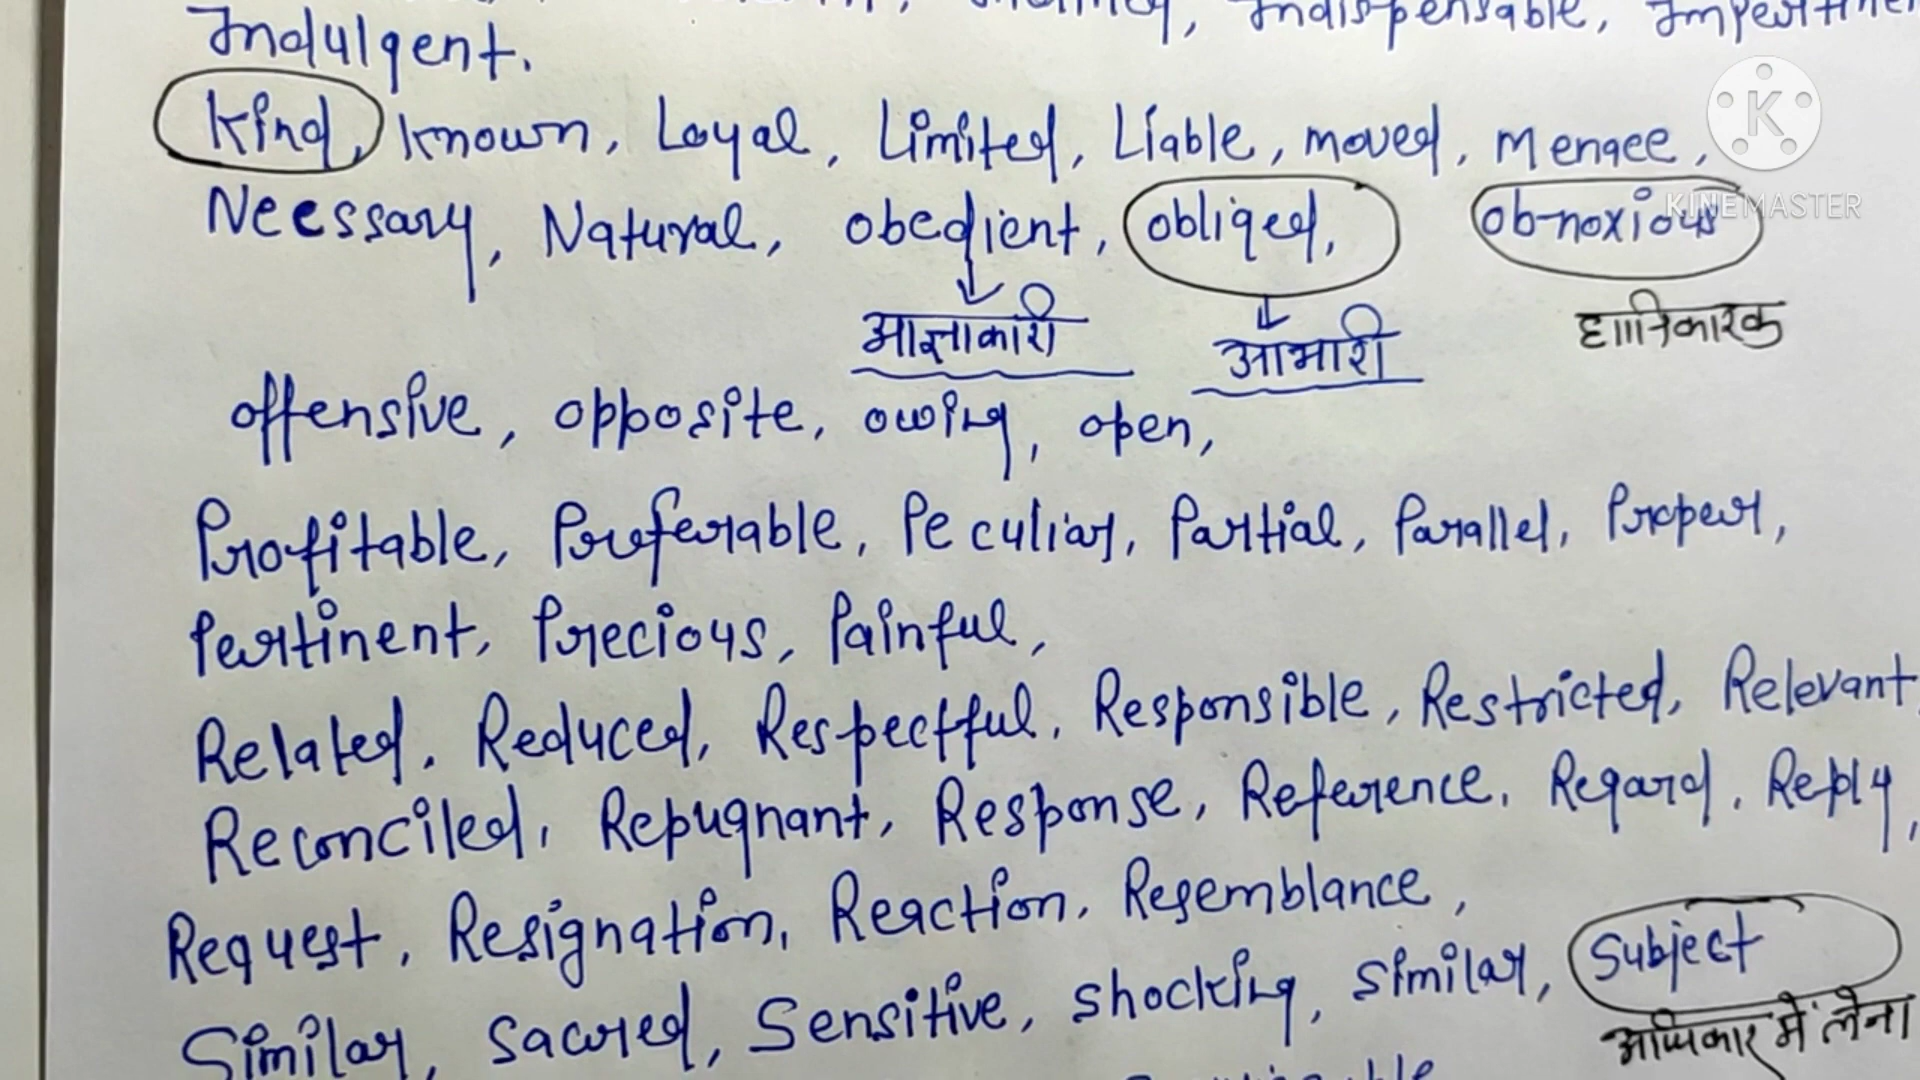 Indispensable,
Indulgent.
Kind, known, Loyal, Limited, Liable, moved, Menace,
Necessary, Natural, obedient, obliged, ob-noxious
आज्ञाकारी आभारी हानिकारक
offensive, opposite, owing, open,
Profitable, Preferable, Peculiar, Partial, Parallel, Proper,
Pertinent, Precious, Painful,
Related, Reduced, Respectful, Responsible, Restricted, Relevant,
Reconciled, Repugnant, Response, Reference, Regard, Reply,
Request, Resignation, Reaction, Resemblance,
Similar, sacred, Sensitive, shocking, similar, subject
अधिकार में लेना
K
KINEMASTER